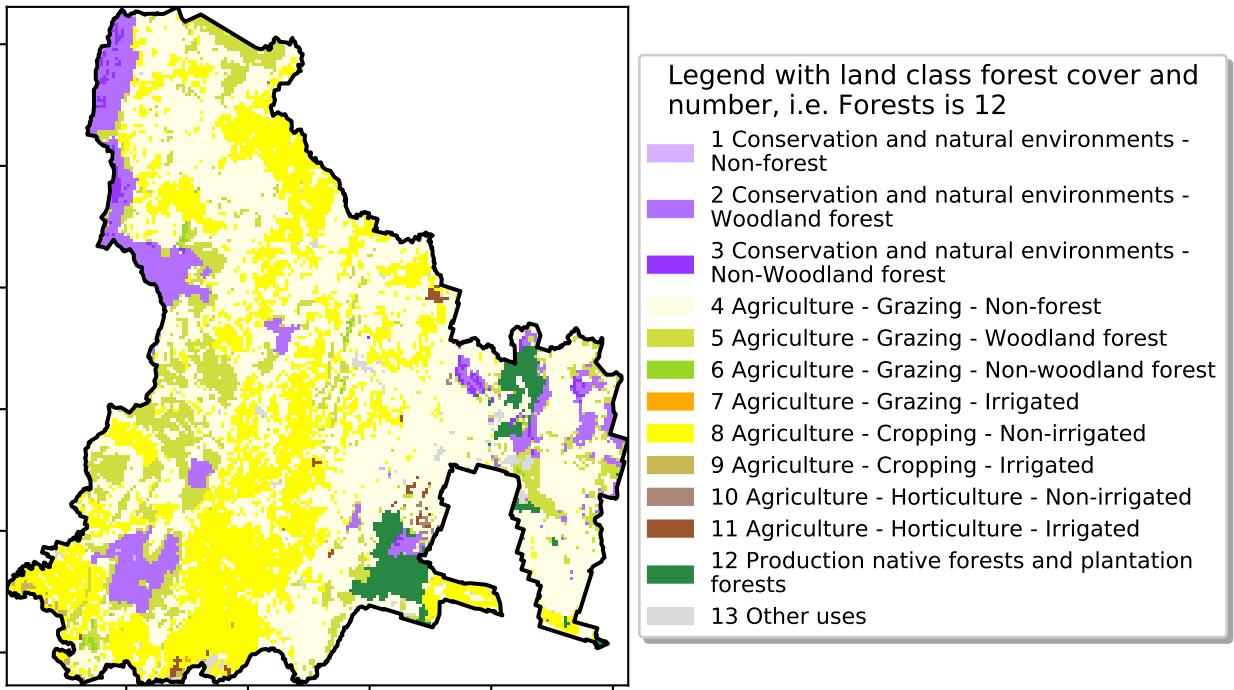 Legend with land class forest cover and
number, i.e. Forests is 12
1 Conservation and natural environments -
Non-forest
2 Conservation and natural environments -
Woodland forest
3 Conservation and natural environments -
Non-Woodland forest
4 Agriculture - Grazing - Non-forest
5 Agriculture - Grazing - Woodland forest
6 Agriculture - Grazing - Non-woodland forest
7 Agriculture - Grazing - Irrigated
8 Agriculture - Cropping - Non-irrigated
9 Agriculture - Cropping - Irrigated
10 Agriculture - Horticulture - Non-irrigated
11 Agriculture - Horticulture - Irrigated
12 Production native forests and plantation
forests
13 Other uses